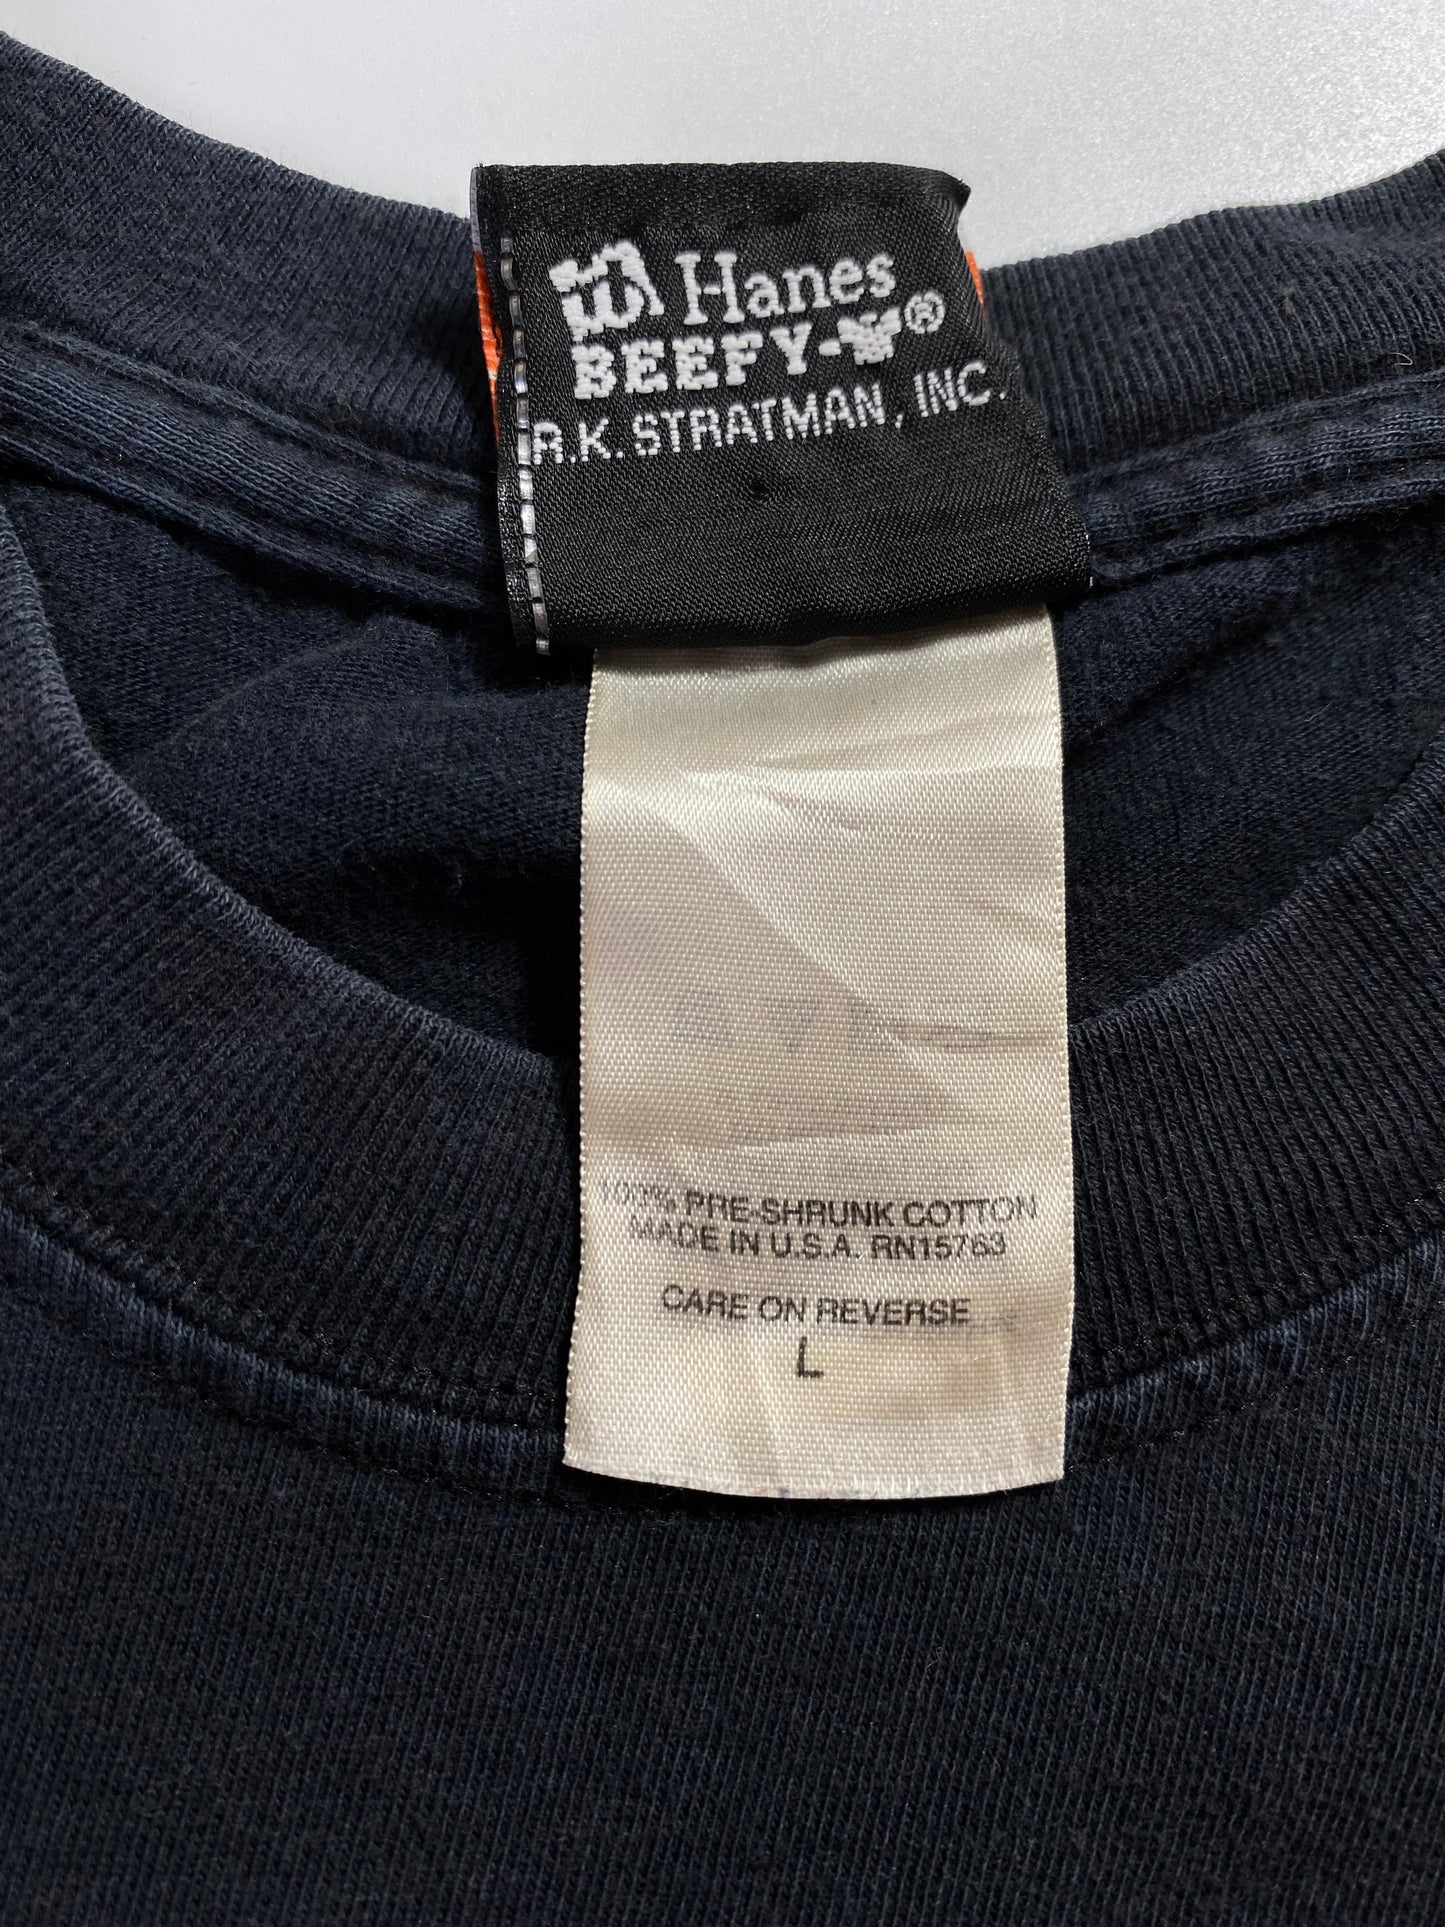 Hanes
BEEFY-®
R.K. STRATMAN, INC.
100% PRE-SHRUNK COTTON
MADE IN U.S.A. RN15763
CARE ON REVERSE
L